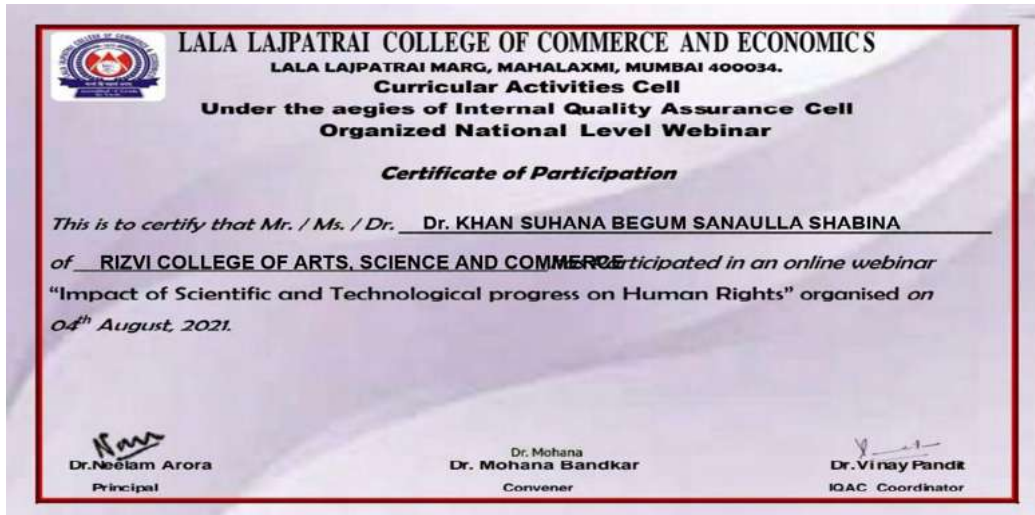 LALA LAJPATRAI COLLEGE OF COMMERCE AND ECONOMICS
LALA LAJPATRAI MARG, MAHALAXMI, MUMBAI 400034.
Curricular Activities Cell
Under the aegies of Internal Quality Assurance Cell
Organized National Level Webinar
Certificate of Participation
This is to certify that Mr. / Ms. / Dr. Dr. KHAN SUHANA BEGUM SANAULLA SHABINA
of RIZVI COLLEGE OF ARTS, SCIENCE AND COMMERCE Participated in an online webinar
“Impact of Scientific and Technological progress on Human Rights” organised on
04th August, 2021.
Dr. Mohana
Dr.Neelam Arora Dr. Mohana Bandkar Dr.Vinay Pandit
Principal Convener IQAC Coordinator